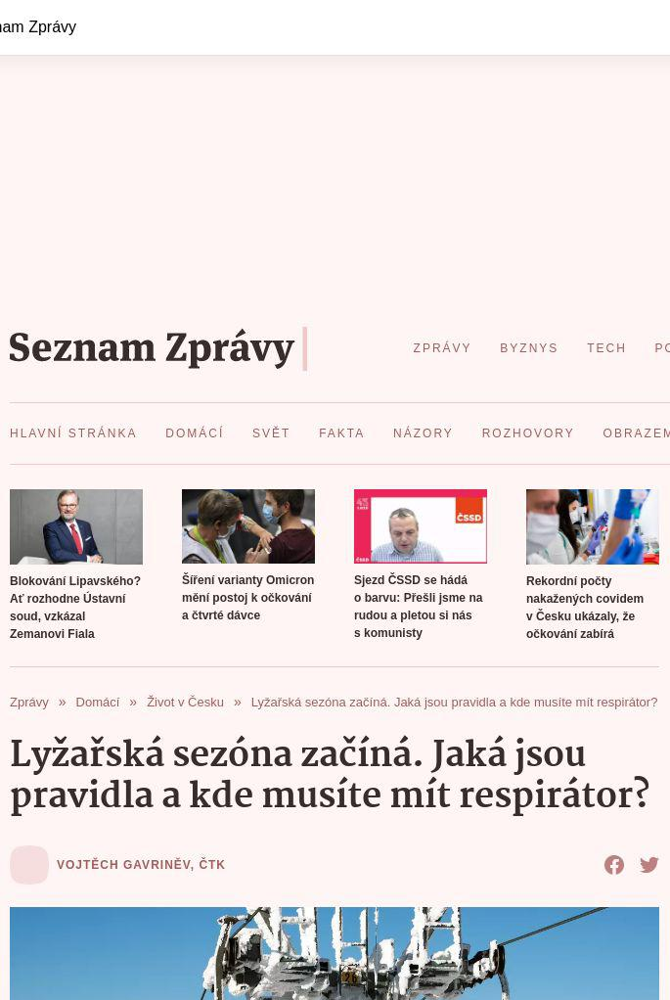 Zprávy
Seznam Zprávy
ZPRÁVY BYZNYS TECH
HLAVNÍ STRÁNKA DOMÁCÍ SVĚT FAKTA NÁZORY ROZHOVORY OBRAZEM
Blokování Lipavského?
Ať rozhodne Ústavní
soud, vzkázal
Zemanovi Fiala
Šíření varianty Omicron
mění postoj k očkování
a čtvrté dávce
ČSSD
ČSSD
Sjezd ČSSD se hádá
o barvu: Přešli jsme na
rudou a pletou si nás
s komunisty
Rekordní počty
nakažených covidem
v Česku ukázaly, že
očkování zabírá
Zprávy » Domácí » Život v Česku » Lyžařská sezóna začíná. Jaká jsou pravidla a kde musíte mít respirátor?
Lyžařská sezóna začíná. Jaká jsou
pravidla a kde musíte mít respirátor?
VOJTĚCH GAVRINĚV, ČTK
26